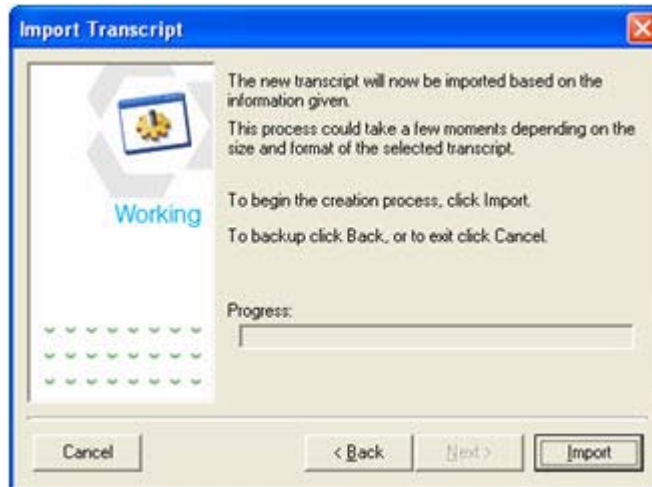 Import Transcript
The new transcript will now be imported based on the
information given.
This process could take a few moments depending on the
size and format of the selected transcript.
Working
To begin the creation process, click Import.
To backup click Back, or to exit click Cancel.
Progress:
Cancel
< Back
Next >
Import